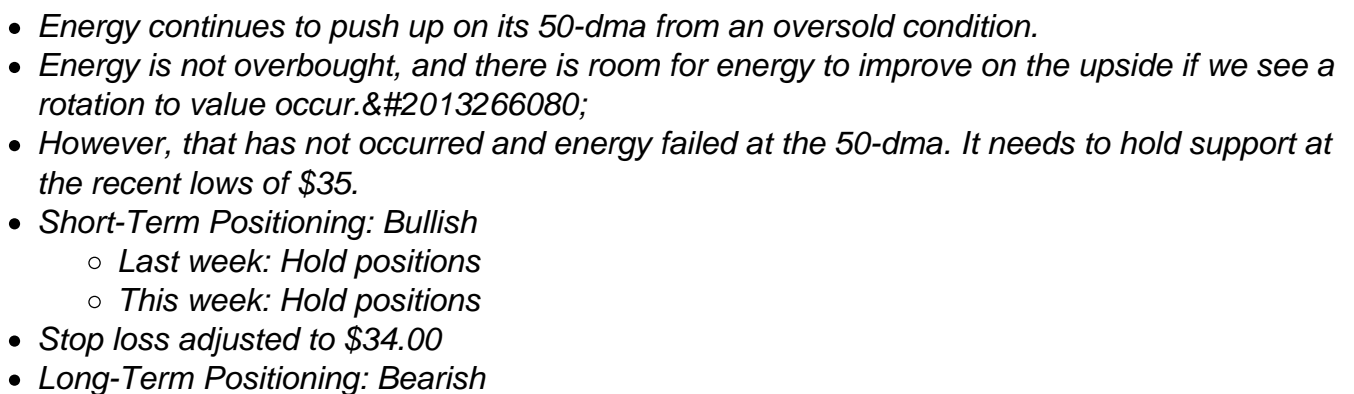 • Energy continues to push up on its 50-dma from an oversold condition.
• Energy is not overbought, and there is room for energy to improve on the upside if we see a
rotation to value occur.&#2013266080;
• However, that has not occurred and energy failed at the 50-dma. It needs to hold support at
the recent lows of $35.
• Short-Term Positioning: Bullish
○ Last week: Hold positions
○ This week: Hold positions
• Stop loss adjusted to $34.00
• Long-Term Positioning: Bearish